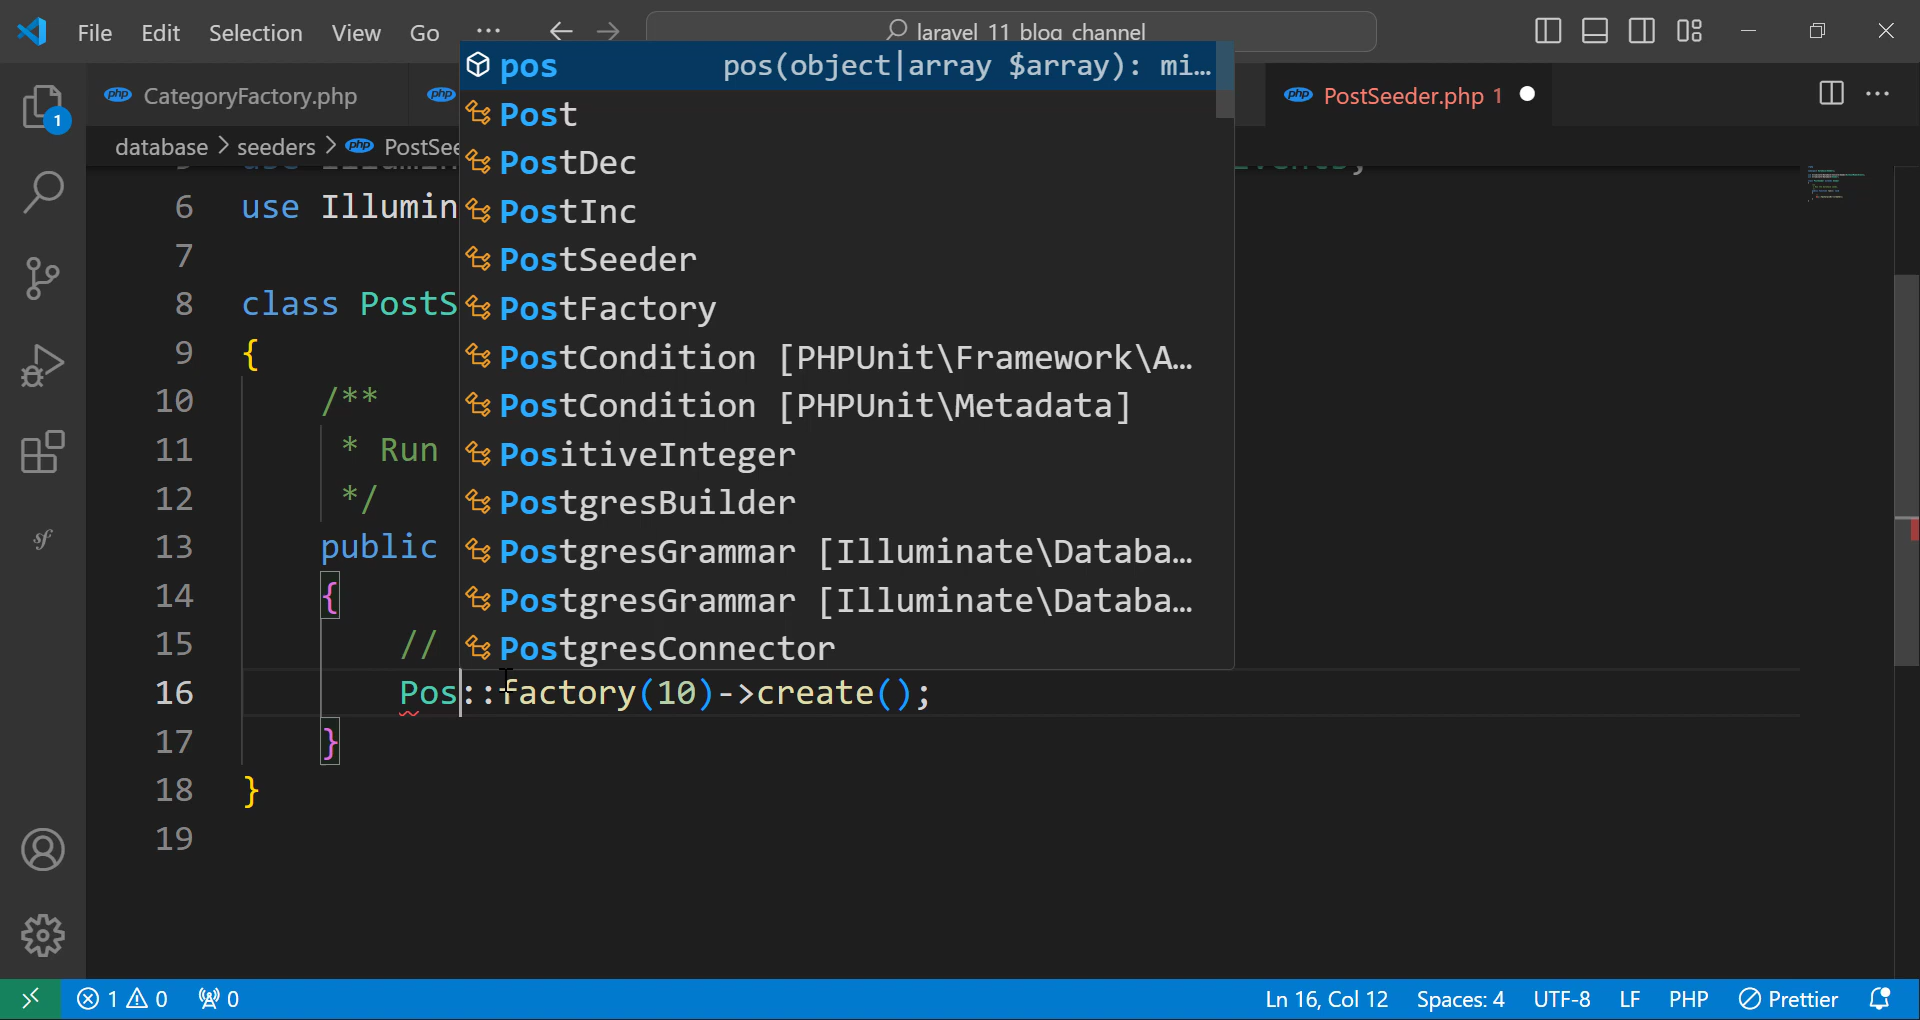 File Edit Selection View Go ... laravel 11 blog channel
CategoryFactory.php
PostSeeder.php 1
database > seeders >
6 use Illumin
7
8 class PostS
9 {
10 /**
11 * Run
12 */
13 public
14 {
15 //
16 Pos::factory(10)->create();
17 }
18 }
19
pos pos(object|array $array): mi...
Post
PostDec
PostInc
PostSeeder
PostFactory
PostCondition [PHPUnit\Framework\A...
PostCondition [PHPUnit\Metadata]
PositiveInteger
PostgresBuilder
PostgresGrammar [Illuminate\Databa...
PostgresGrammar [Illuminate\Databa...
PostgresConnector
1
1 0 0 Ln 16, Col 12 Spaces: 4 UTF-8 LF PHP Prettier